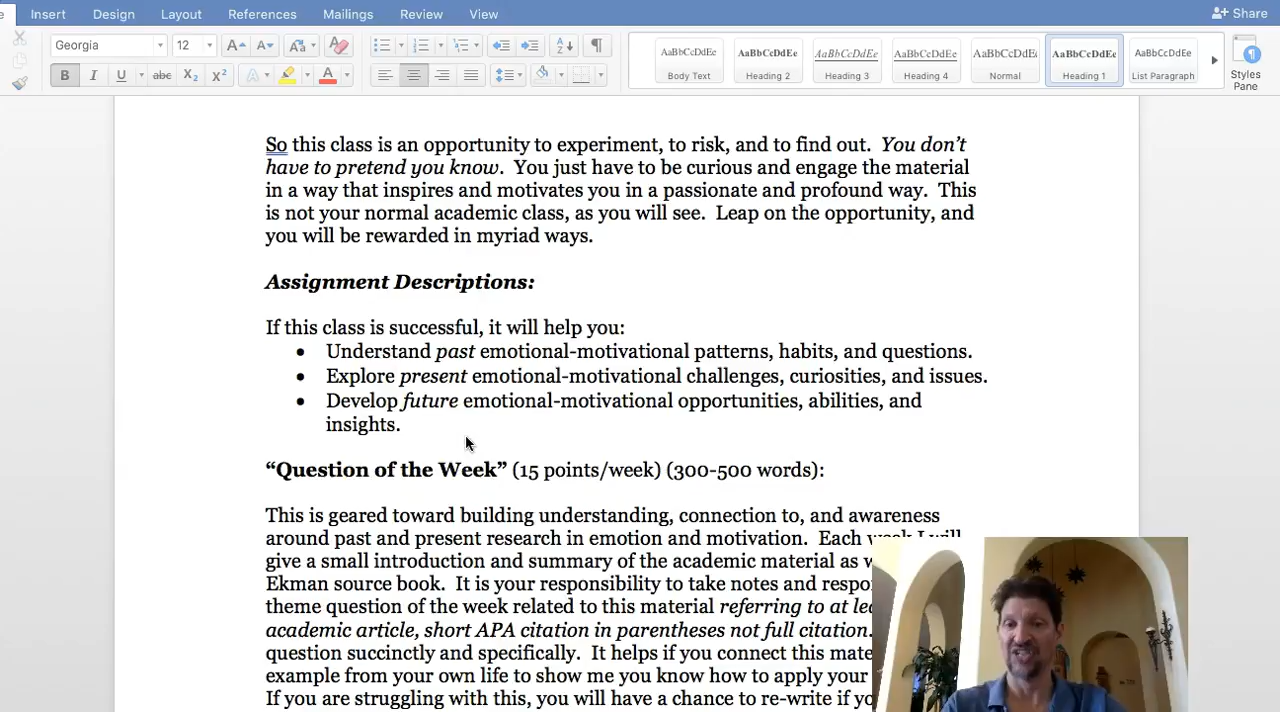 Insert Design Layout References Mailings Review View Share
Georgia 12
AaBbCcDdEe AaBbCcDdEe AaBbCcDdEe AaBbCcDdEe AaBbCcDdEe AaBbCcDdEe AaBbCcDdEe
Body Text Heading 2 Heading 3 Heading 4 Normal Heading 1 List Paragraph Styles Pane
B I U abc X2 X2 A A
So this class is an opportunity to experiment, to risk, and to find out. You don’t
have to pretend you know. You just have to be curious and engage the material
in a way that inspires and motivates you in a passionate and profound way. This
is not your normal academic class, as you will see. Leap on the opportunity, and
you will be rewarded in myriad ways.
Assignment Descriptions:
If this class is successful, it will help you:
• Understand past emotional-motivational patterns, habits, and questions.
• Explore present emotional-motivational challenges, curiosities, and issues.
• Develop future emotional-motivational opportunities, abilities, and
insights.
“Question of the Week” (15 points/week) (300-500 words):
This is geared toward building understanding, connection to, and awareness
around past and present research in emotion and motivation. Each week I will
give a small introduction and summary of the academic material as
Ekman source book. It is your responsibility to take notes and
theme question of the week related to this material referring to at
academic article, short APA citation in parentheses not full citation.
question succinctly and specifically. It helps if you connect this
example from your own life to show me you know how to apply your
If you are struggling with this, you will have a chance to re-write if